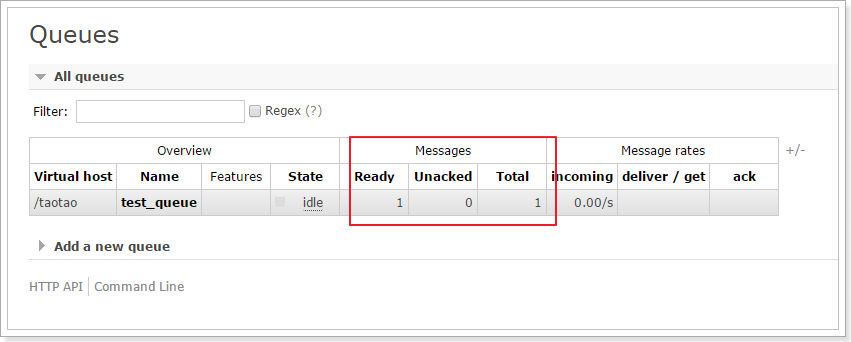 Queues
All queues
Filter: Regex (?)
Overview Messages Message rates +/-
Virtual host Name Features State Ready Unacked Total incoming deliver / get ack
/taotao test_queue idle 1 0 1 0.00/s
Add a new queue
HTTP API Command Line